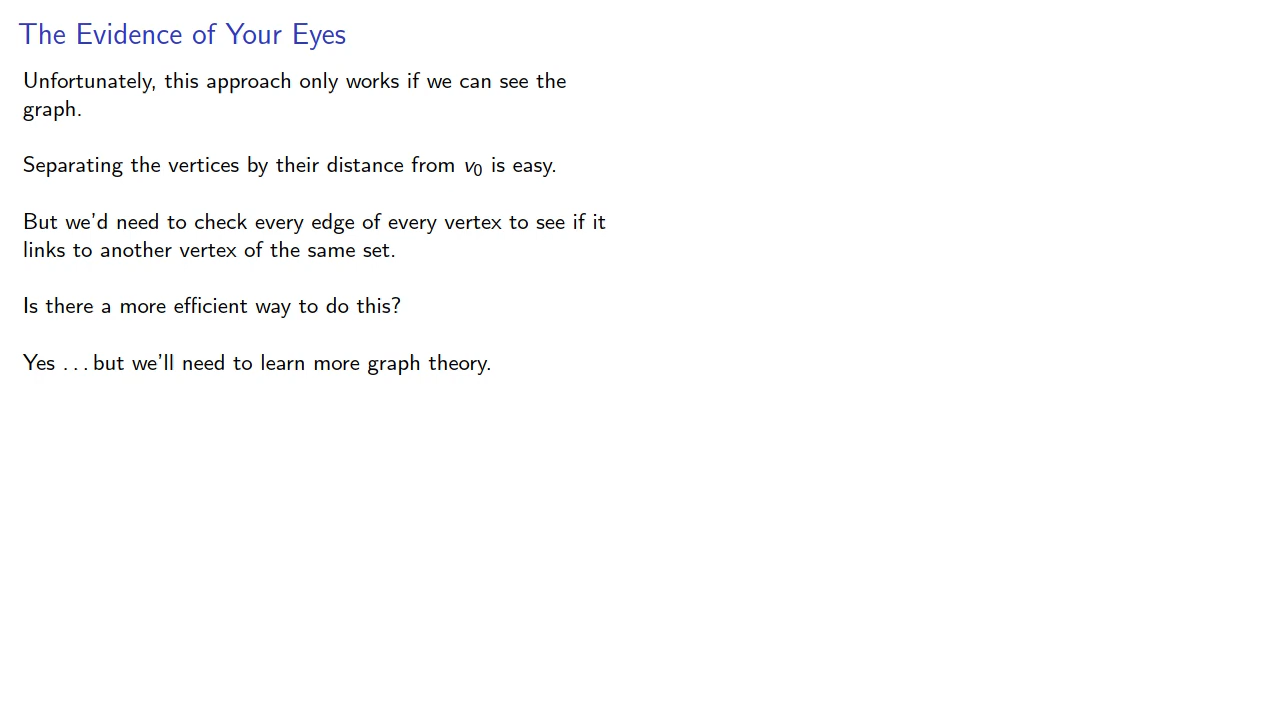 The Evidence of Your Eyes
Unfortunately, this approach only works if we can see the
graph.
Separating the vertices by their distance from v₀ is easy.
But we'd need to check every edge of every vertex to see if it
links to another vertex of the same set.
Is there a more efficient way to do this?
Yes ... but we'll need to learn more graph theory.